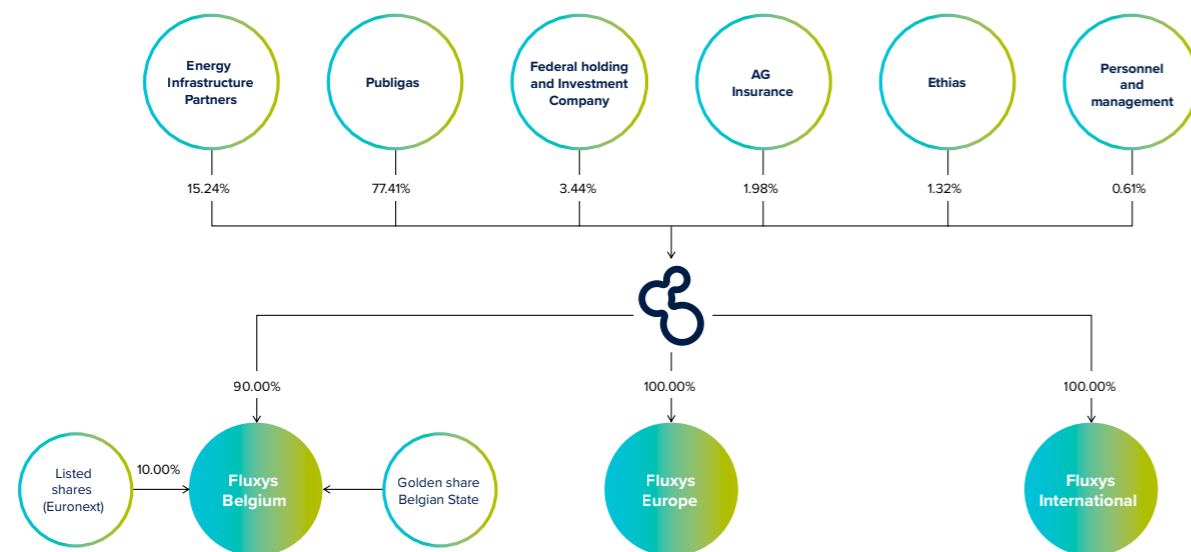 Energy
Infrastructure
Partners
Publigas
Federal holding
and Investment
Company
AG
Insurance
Ethias
Personnel
and
management
15.24%
77.41%
3.44%
1.98%
1.32%
0.61%
90.00%
100.00%
100.00%
Listed
shares
(Euronext)
10.00%
Fluxys
Belgium
Golden share
Belgian State
Fluxys
Europe
Fluxys
International